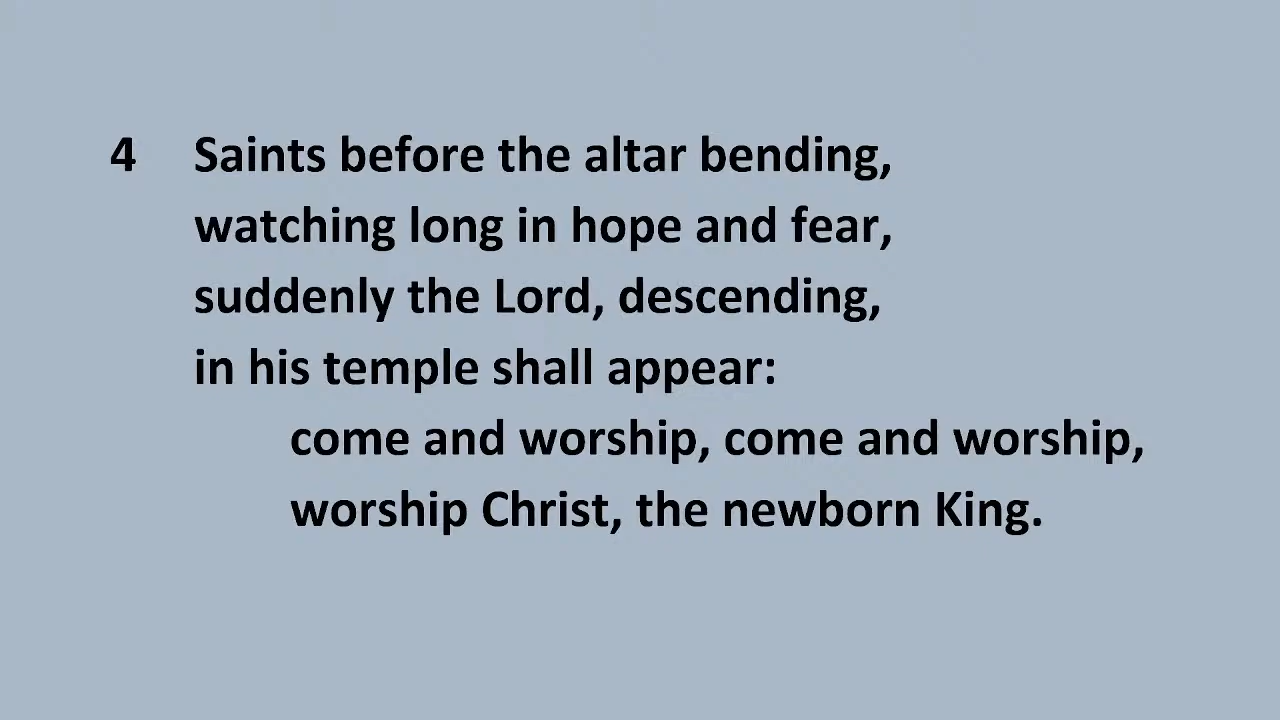 4 Saints before the altar bending,
watching long in hope and fear,
suddenly the Lord, descending,
in his temple shall appear:
come and worship, come and worship,
worship Christ, the newborn King.